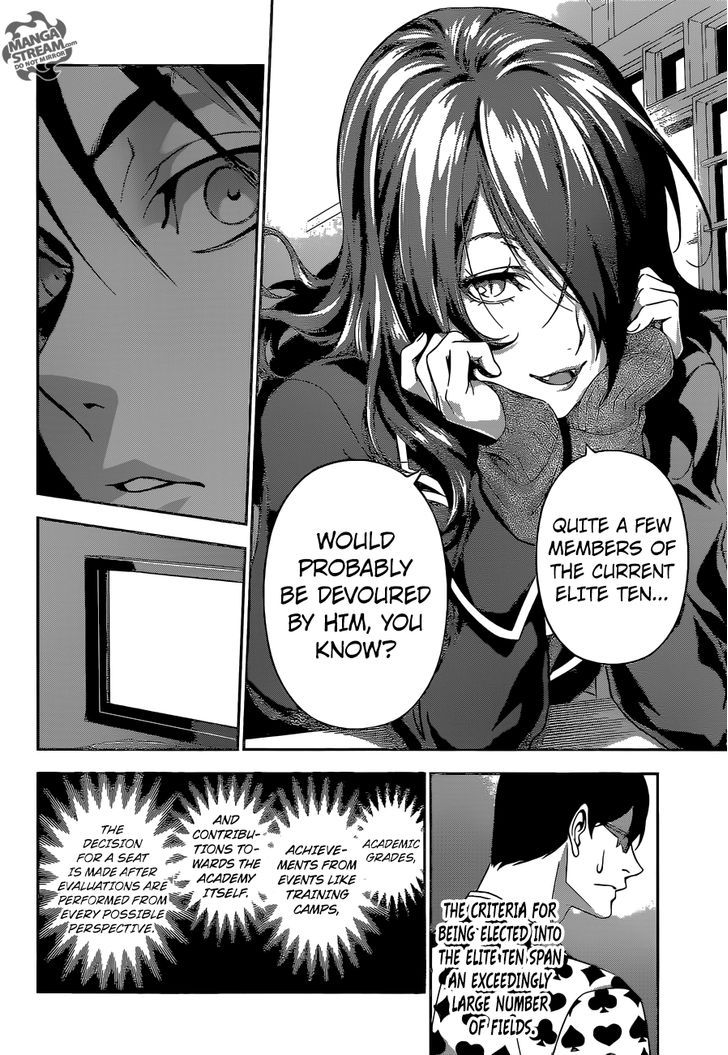 MANGA
STREAM
DO NOT MIRROR.COM
QUITE A FEW
MEMBERS OF
THE CURRENT
ELITE TEN...
WOULD
PROBABLY
BE DEVOURED
BY HIM, YOU
KNOW?
THE CRITERIA FOR
BEING ELECTED INTO
THE ELITE TEN SPAN
AN EXCEEDINGLY
LARGE NUMBER
OF FIELDS.
ACADEMIC
GRADES,
ACHIEVE-
MENTS FROM
EVENTS LIKE
TRAINING
CAMPS,
AND
CONTRIBU-
TIONS TO-
WARDS THE
ACADEMY
ITSELF.
THE
DECISION
FOR A SEAT
IS MADE AFTER
EVALUATIONS ARE
PERFORMED FROM
EVERY POSSIBLE
PERSPECTIVE.